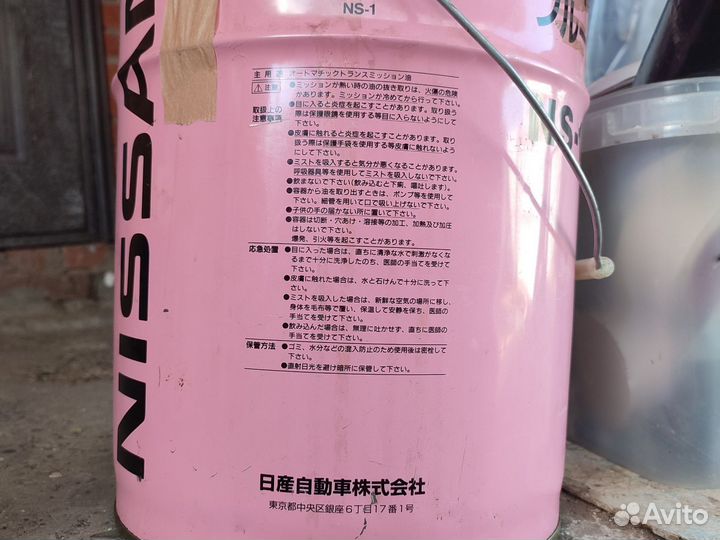 NS-1
フルー
NISSAN
NS-
主用途 オートマチックトランスミッション油
⚠注意 ●ミッションが熱い時の油の抜き取りは、火傷の危険
があります。ミッションが冷めてから行って下さい。
取扱上の ●目に入ると炎症を起こすことがあります。取り扱う
注意事項 際は保護眼鏡を使用する等目に入らないようにして
下さい。
●皮膚に触れると炎症を起こすことがあります。取り
扱う際は保護手袋を使用する等皮膚に触れないよう
にして下さい。
●ミストを吸入すると気分が悪くなることがあります。
呼吸器具等を使用してミストを吸入しないで下さい。
●飲まないで下さい(飲み込むと下痢、嘔吐します)。
●容器から油を取り出すときは、ポンプ等を使用して
下さい。細管を用いて口で吸い上げないで下さい。
●子供の手の届かない所に置いて下さい。
●容器は切断・穴あけ・溶接等の加工、加熱及び加圧
はしないで下さい。
爆発、引火等を起こすことがあります。
応急処置 ●目に入った場合は、直ちに清浄な水で刺激がなくな
るまで十分に洗浄したのち、医師の手当てを受けて
下さい。
●皮膚に触れた場合は、水と石けんで十分に洗って下
さい。
●ミストを吸入した場合は、新鮮な空気の場所に移し、
身体を毛布等で覆い、保温して安静を保ち、医師の
手当てを受けて下さい。
●飲み込んだ場合は、無理に吐かせず、直ちに医師の
手当てを受けて下さい。
保管方法 ●ゴミ、水分などの混入防止のため使用後は密栓して
下さい。
●直射日光を避け暗所に保管して下さい。
日産自動車株式会社
東京都中央区銀座6丁目17番1号
Avito